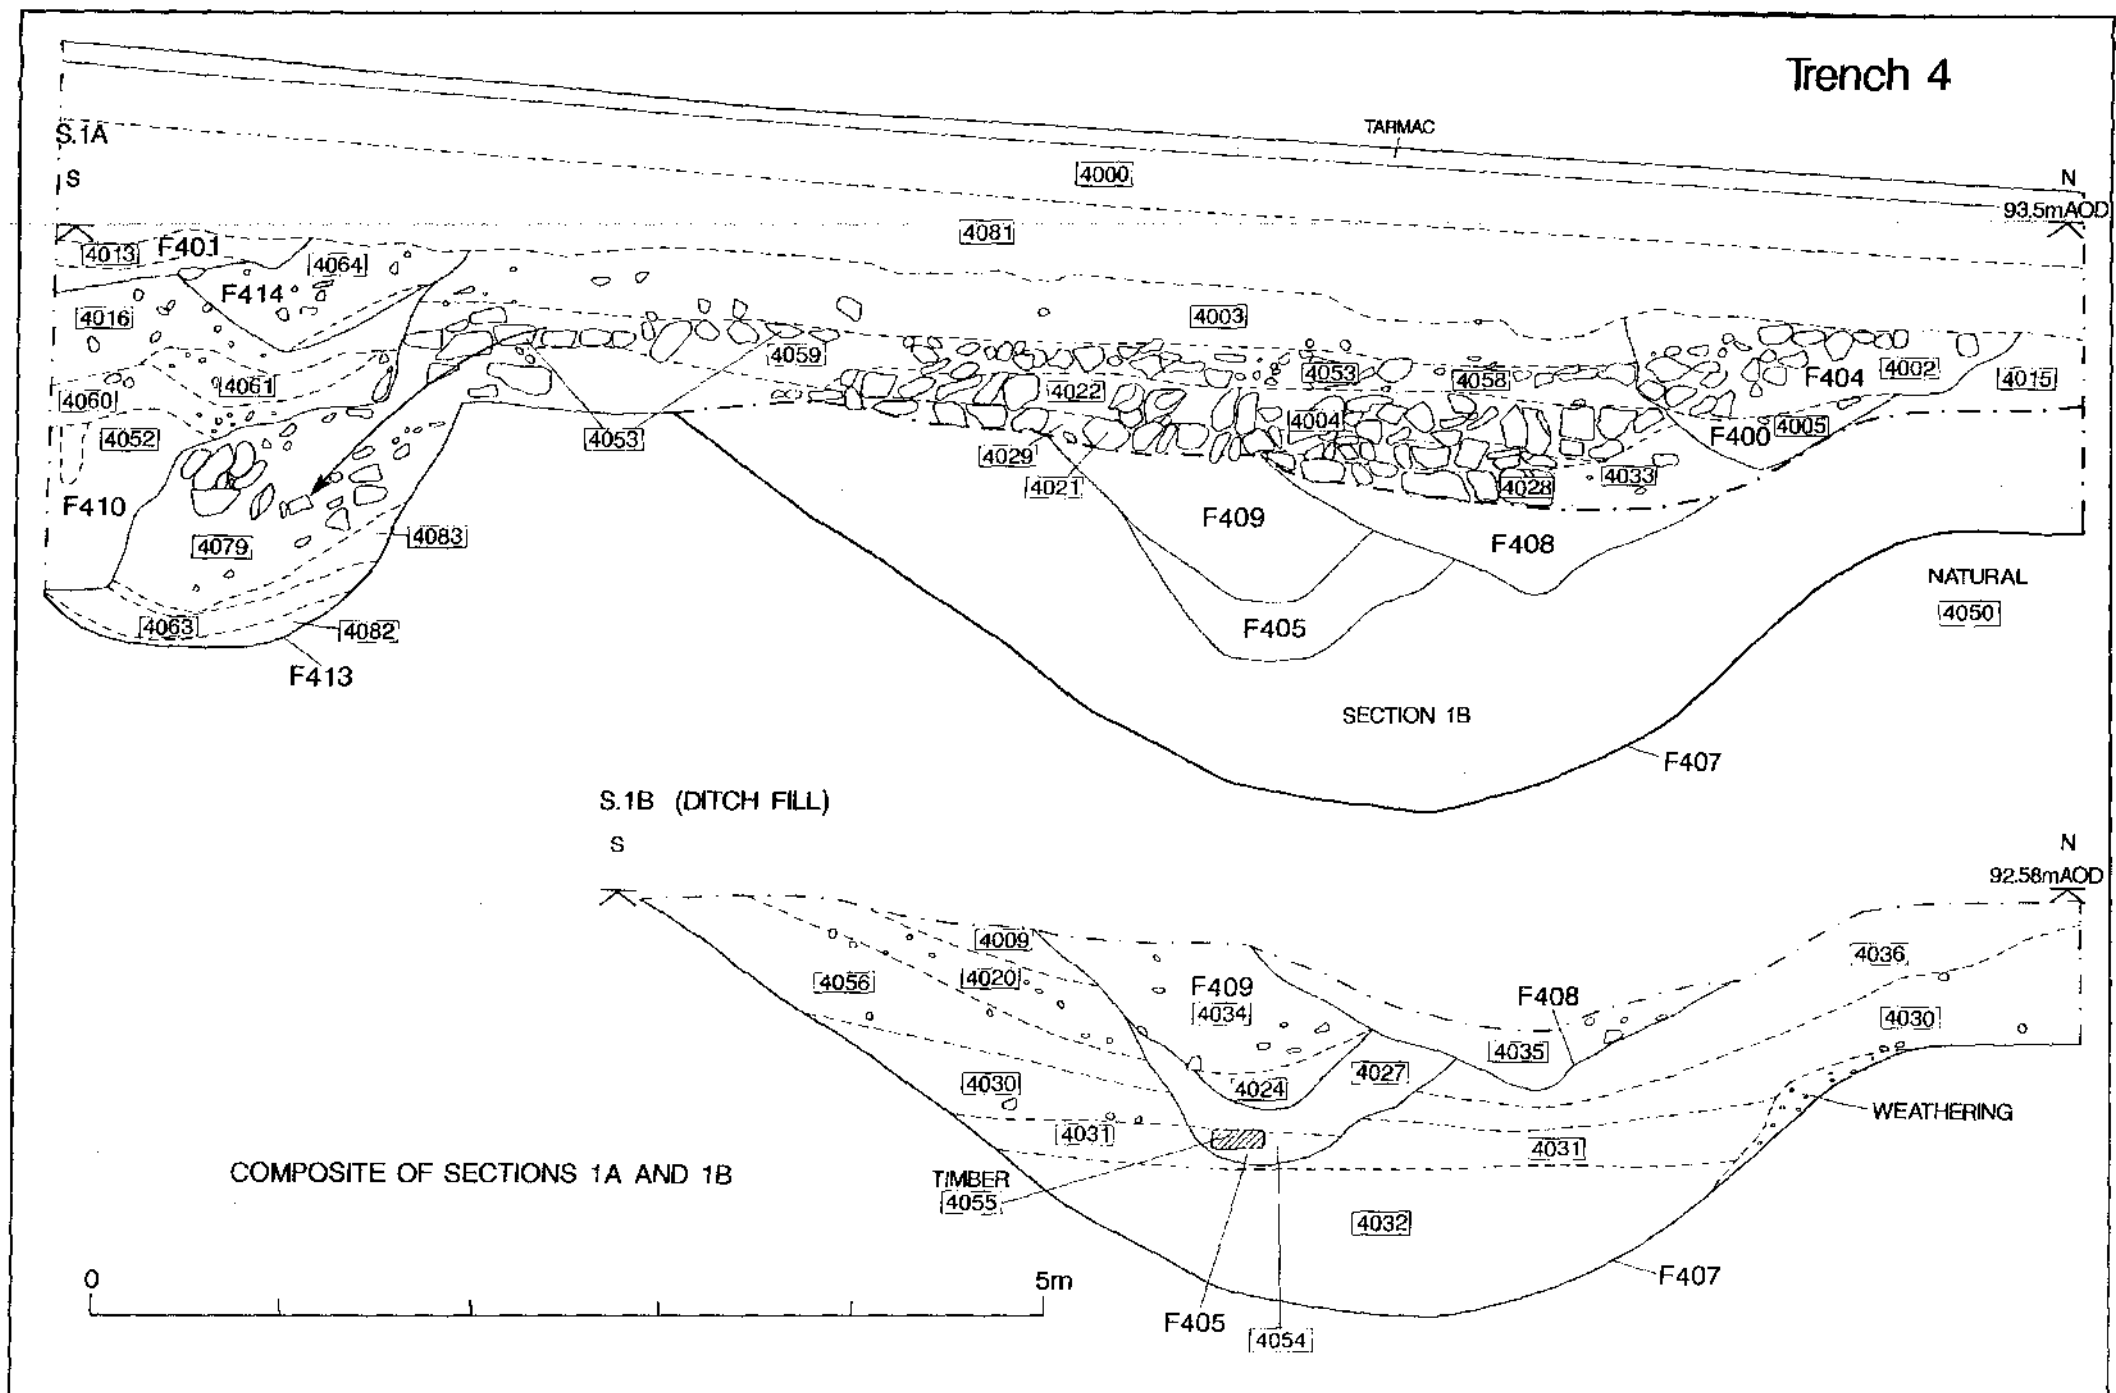 Trench 4
TARMAC
S.1A
4000
S
N
93.5mAOD
4081
4013
F401
4064
F414
4016
4003
4059
4061
4053
4058
F404
4002
4015
4060
4022
4004
4052
4053
F400
4005
4029
4021
4028
4033
F410
F409
4083
4079
F408
NATURAL
4050
4063
4082
F405
F413
SECTION 1B
F407
S.1B (DITCH FILL)
S
N
92.58mAOD
4009
4036
4056
4020
F409
4034
F408
4030
4035
4030
4024
4027
WEATHERING
4031
4031
COMPOSITE OF SECTIONS 1A AND 1B
TIMBER
4055
4032
0
5m
F407
F405
4054